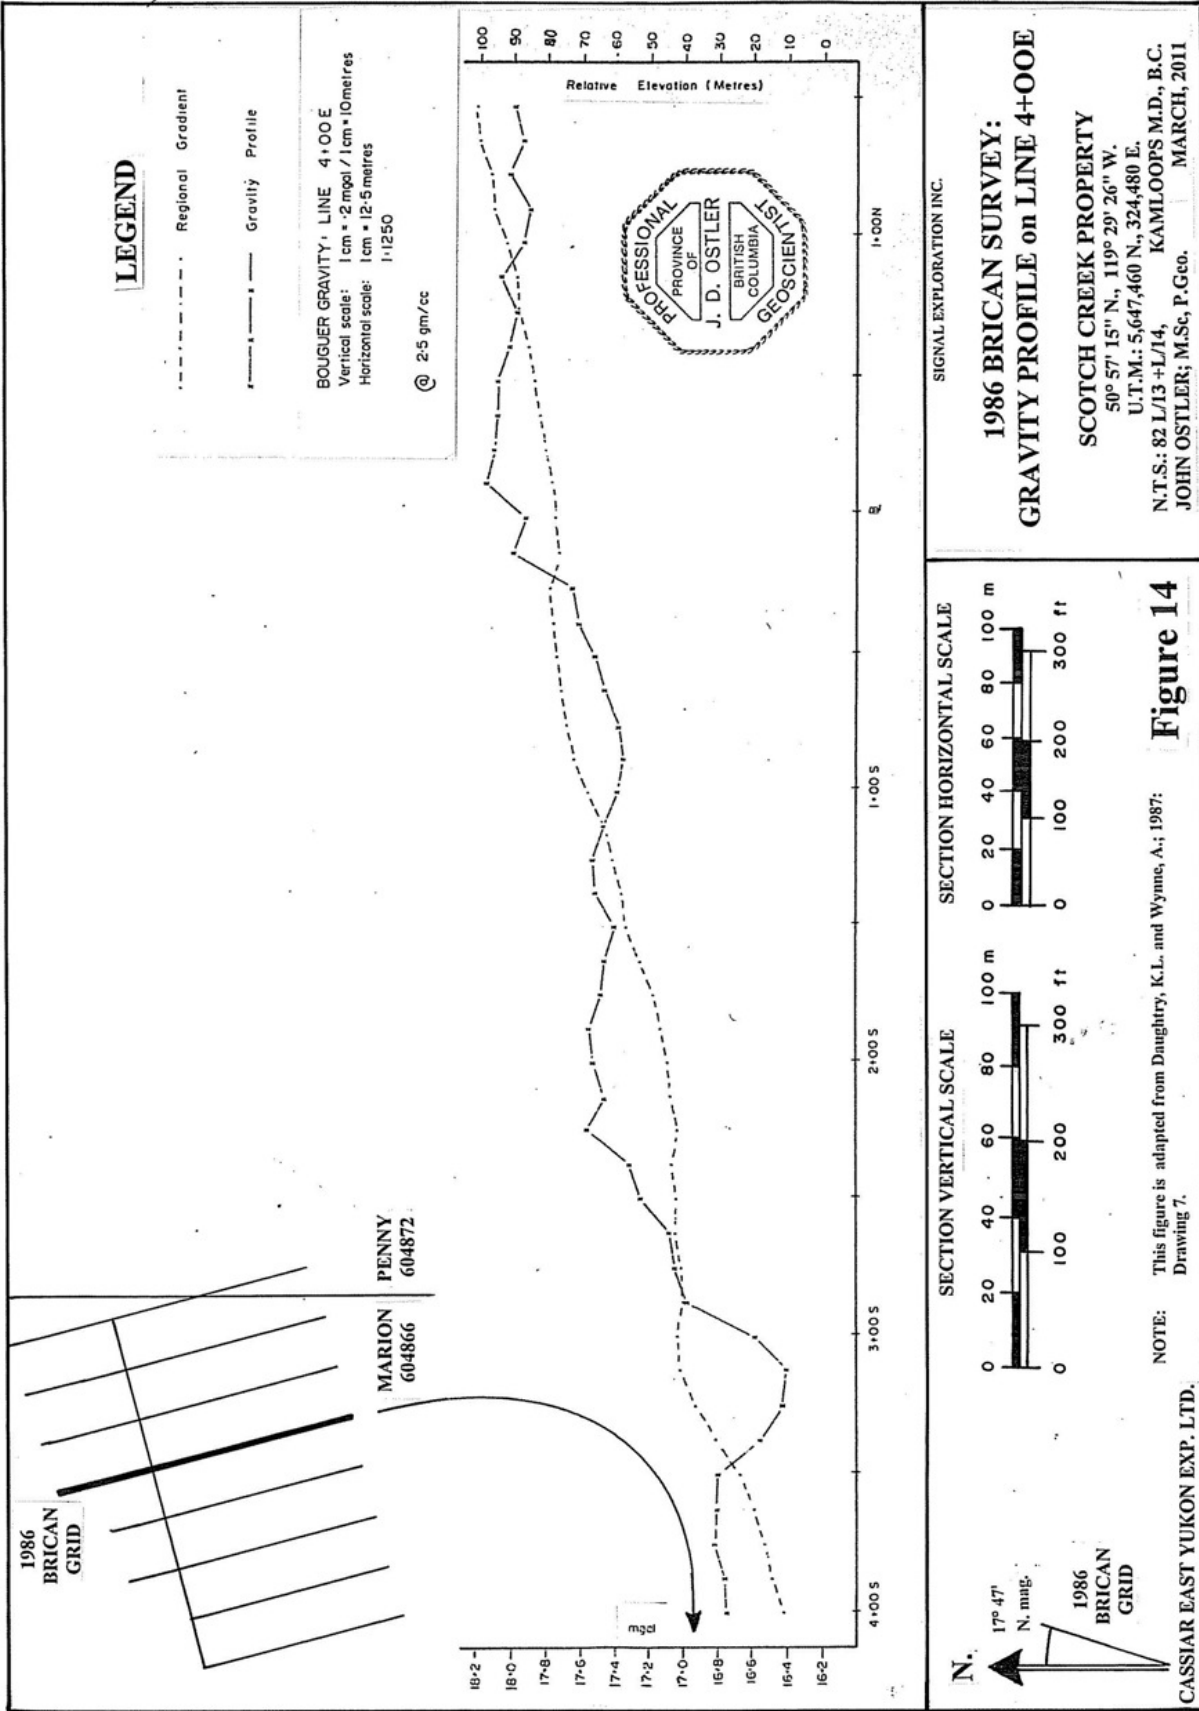 1986
BRICAN
GRID
MARION
604866
PENNY
604872
LEGEND
Regional Gradient
Gravity Profile
BOUGUER GRAVITY: LINE 4+00E
Vertical scale: 1cm = ·2 mgal / 1cm = 10metres
Horizontal scale: 1cm = 12·5metres
1:1250
@ 2·5 gm/cc
mgal
18·2
18·0
17·8
17·6
17·4
17·2
17·0
16·8
16·6
16·4
16·2
100
90
80
70
60
50
40
30
20
10
0
Relative Elevation (Metres)
4+00S
3+00S
2+00S
1+00S
BL
1+00N
PROFESSIONAL
PROVINCE
OF
J. D. OSTLER
BRITISH
COLUMBIA
GEOSCIENTIST
N.
17° 47'
N. mag.
1986
BRICAN
GRID
CASSIAR EAST YUKON EXP. LTD.
SECTION VERTICAL SCALE
0 20 40 60 80 100 m
0 100 200 300 ft
SECTION HORIZONTAL SCALE
0 20 40 60 80 100 m
0 100 200 300 ft
NOTE: This figure is adapted from Daughtry, K.L. and Wynne, A.; 1987:
Drawing 7.
Figure 14
SIGNAL EXPLORATION INC.
1986 BRICAN SURVEY:
GRAVITY PROFILE on LINE 4+00E
SCOTCH CREEK PROPERTY
50° 57' 15" N., 119° 29' 26" W.
U.T.M.: 5,647,460 N., 324,480 E.
N.T.S.: 82 L/13 +L/14, KAMLOOPS M.D., B.C.
JOHN OSTLER; M.Sc, P.Geo. MARCH, 2011